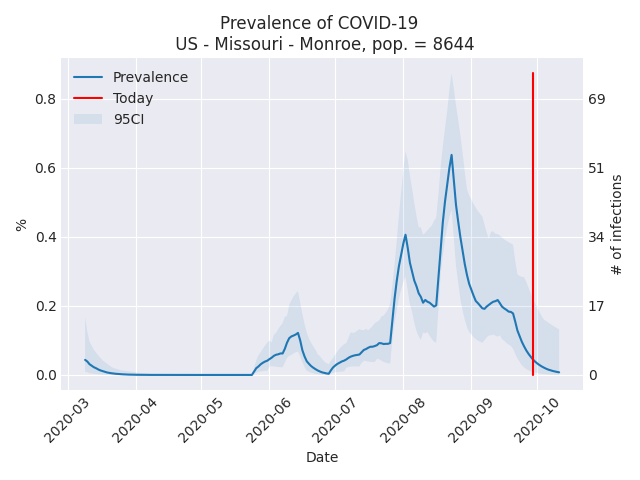 Prevalence of COVID-19
US - Missouri - Monroe, pop. = 8644
Prevalence
Today
95CI
0.8
0.6
0.4
0.2
0.0
%
69
51
34
17
0
# of infections
2020-03
2020-04
2020-05
2020-06
2020-07
2020-08
2020-09
2020-10
Date